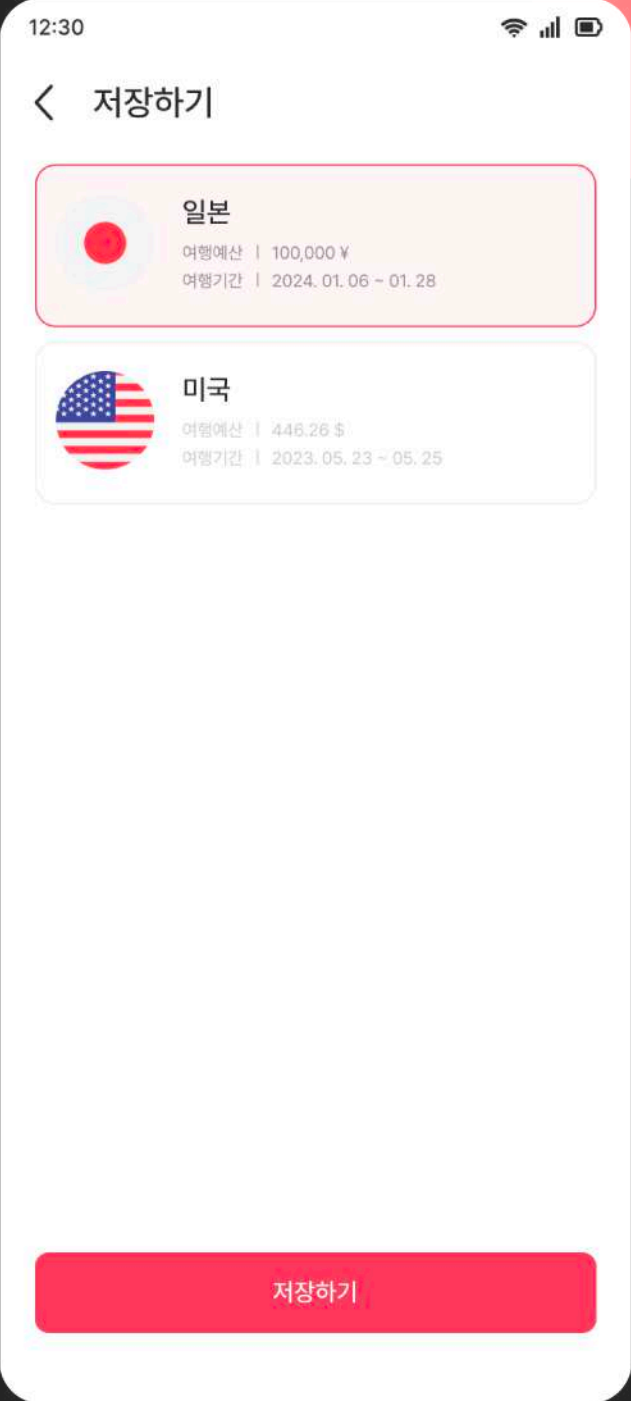 12:30
저장하기
일본
여행예산 ㅣ 100,000 ¥
여행기간 ㅣ 2024. 01. 06 ~ 01. 28
미국
여행예산 ㅣ 446.26 $
여행기간 ㅣ 2023. 05. 23 ~ 05. 25
저장하기